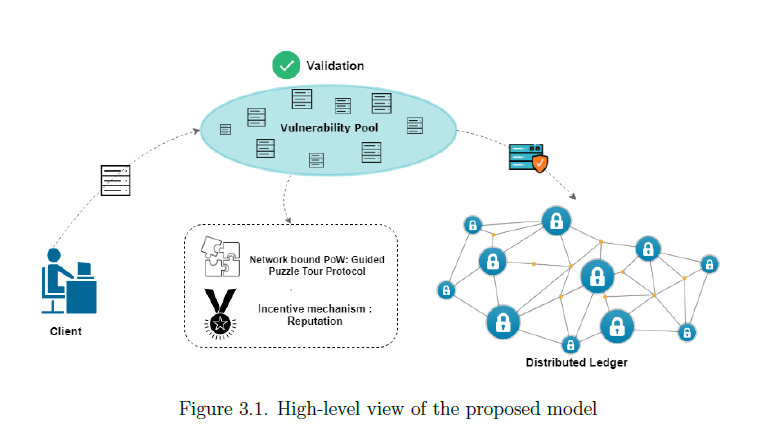 Validation
Vulnerability Pool
Network bound PoW: Guided
Puzzle Tour Protocol
Incentive mechanism :
Reputation
Client
Distributed Ledger
Figure 3.1. High-level view of the proposed model